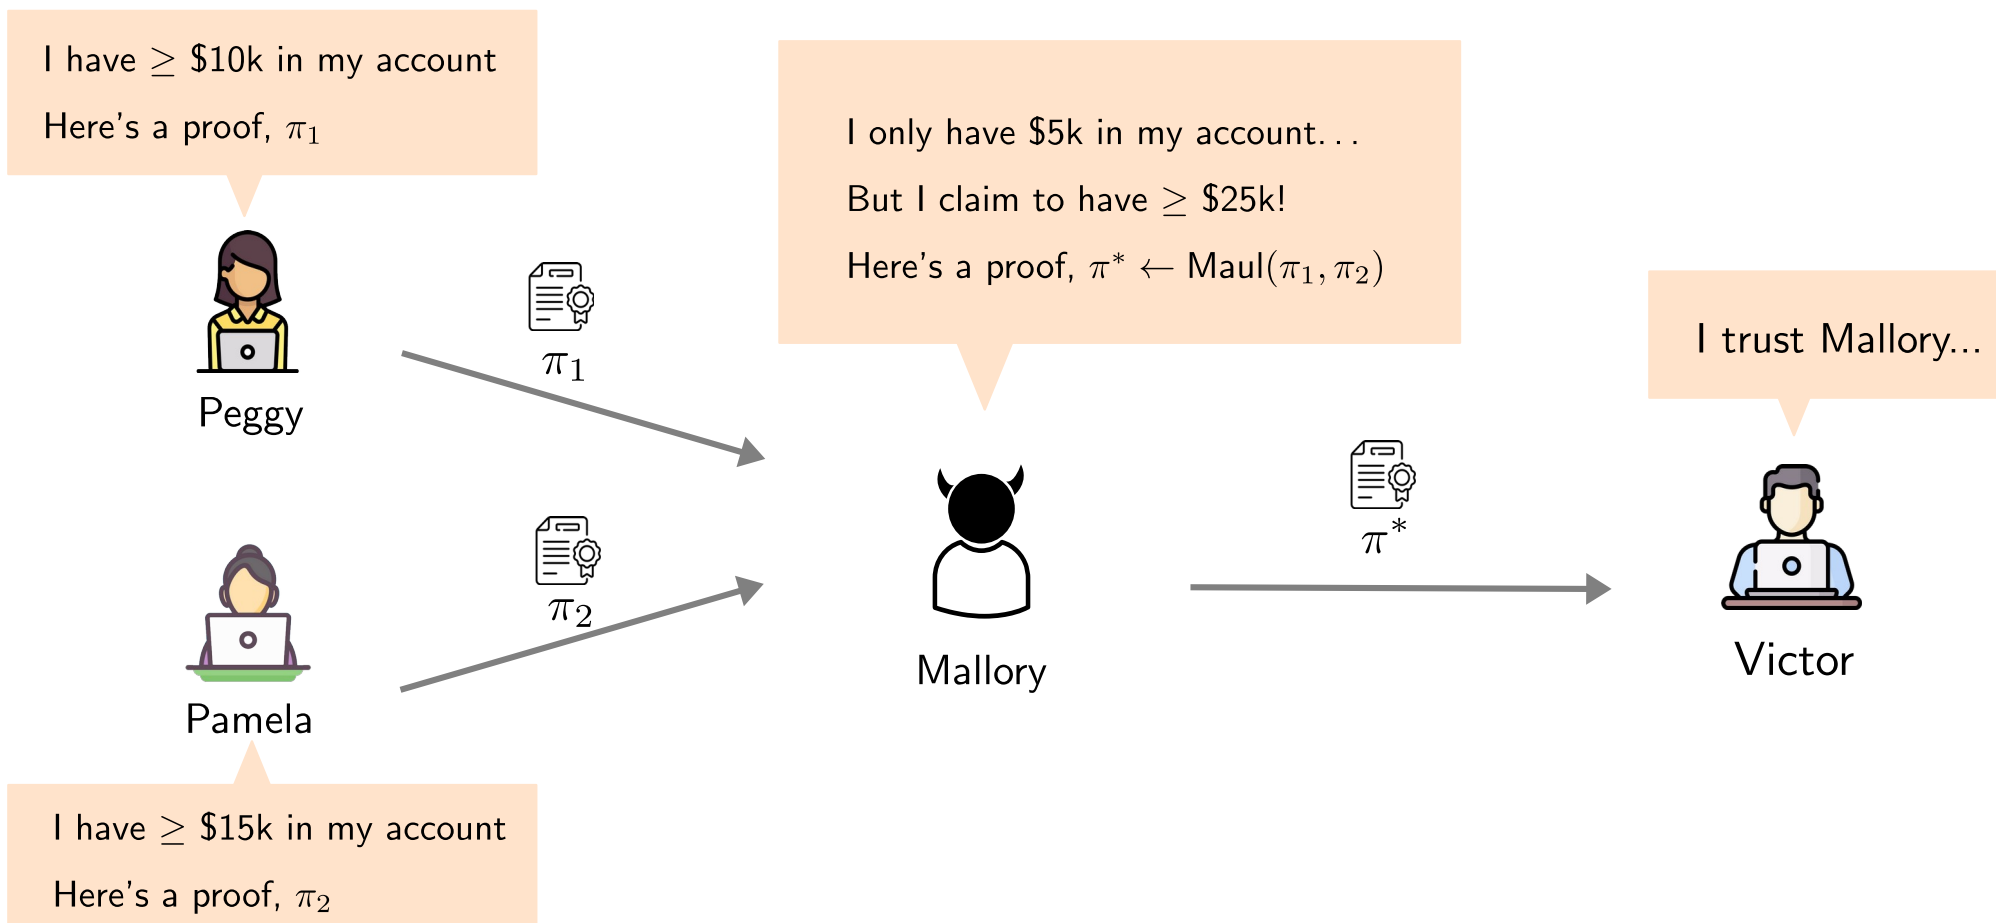 I have ≥ $10k in my account
Here's a proof, π₁
Peggy
π₁
I only have $5k in my account...
But I claim to have ≥ $25k!
Here's a proof, π* ← Maul(π₁, π₂)
Mallory
π*
I trust Mallory...
Victor
π₂
Pamela
I have ≥ $15k in my account
Here's a proof, π₂